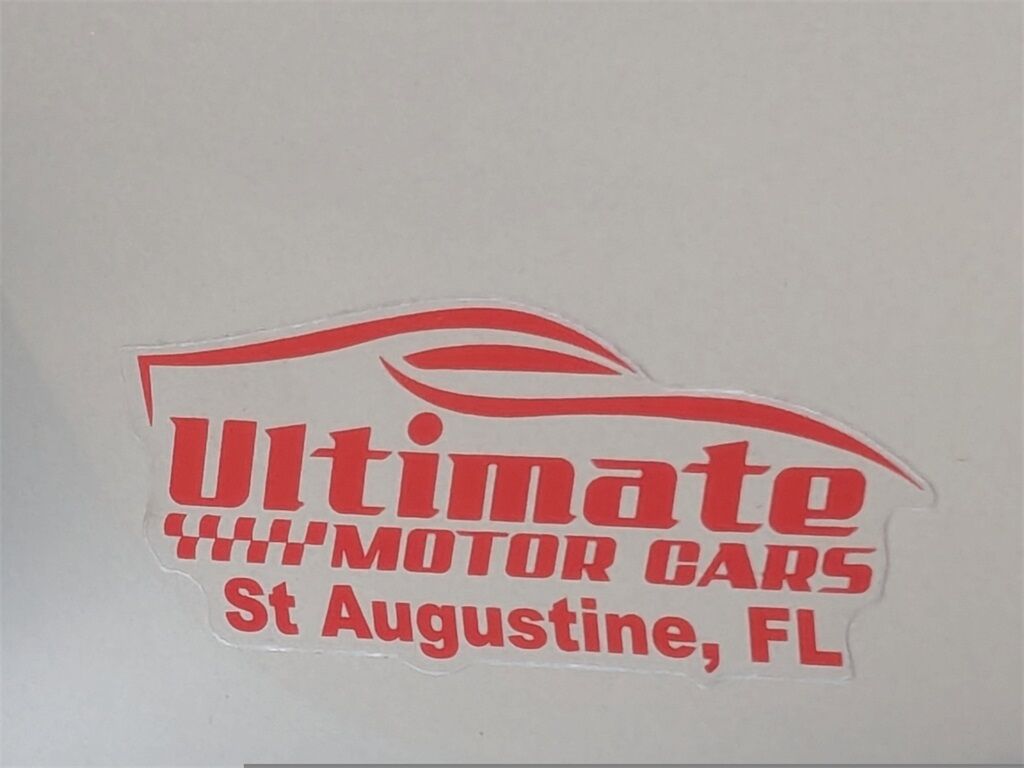 Ultimate
MOTOR CARS
St Augustine, FL